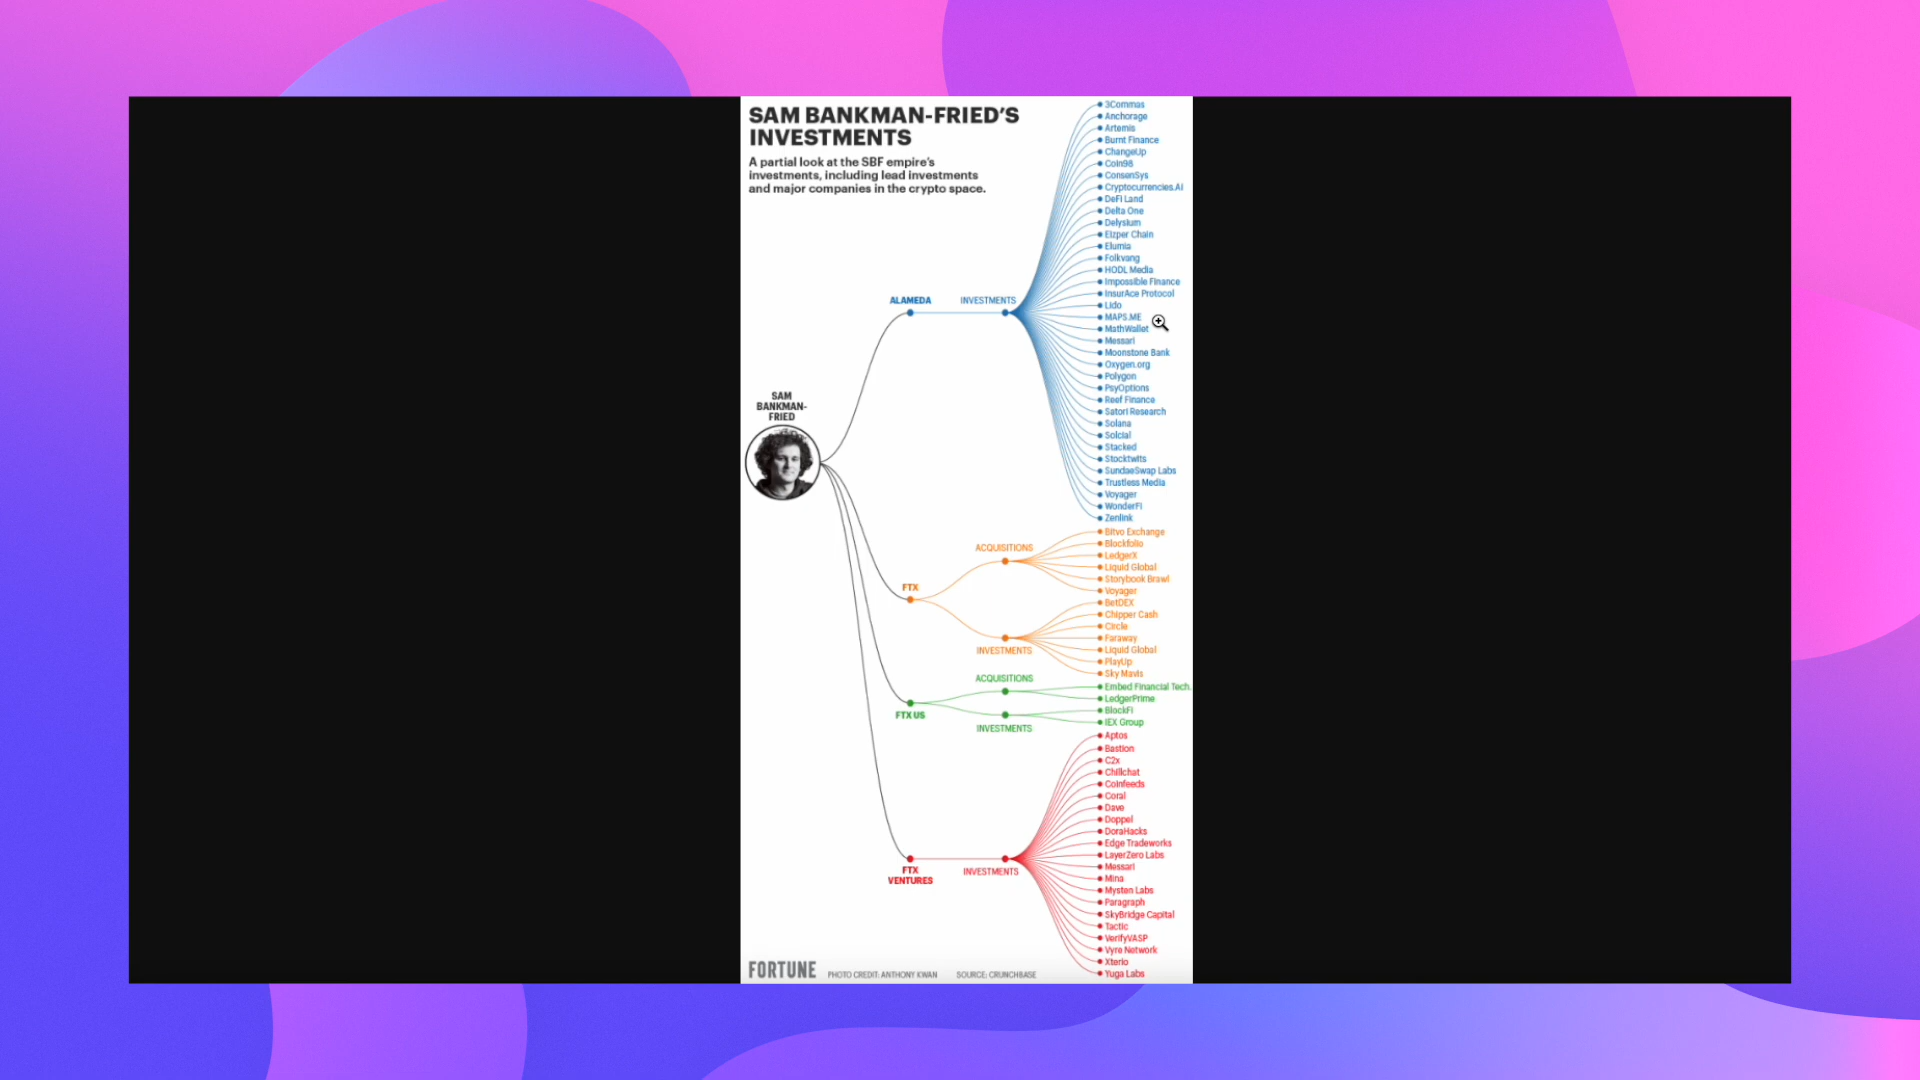 SAM BANKMAN-FRIED'S
INVESTMENTS
A partial look at the SBF empire's
investments, including lead investments
and major companies in the crypto space.
SAM
BANKMAN-
FRIED
ALAMEDA
INVESTMENTS
3Commas
Anchorage
Artemis
Burnt Finance
ChangeUp
Coin98
ConsenSys
Cryptocurrencies.AI
DeFi Land
Delta One
Delysium
Eizper Chain
Elumia
Folkvang
HODL Media
Impossible Finance
InsurAce Protocol
Lido
MAPS.ME
MathWallet
Messari
Moonstone Bank
Oxygen.org
Polygon
PsyOptions
Reef Finance
Satori Research
Solana
Solcial
Stacked
Stocktwits
SundaeSwap Labs
Trustless Media
Voyager
WonderFi
Zenlink
FTX
ACQUISITIONS
Bitvo Exchange
Blockfolio
LedgerX
Liquid Global
Storybook Brawl
Voyager
INVESTMENTS
BetDEX
Chipper Cash
Circle
Faraway
Liquid Global
PlayUp
Sky Mavis
FTX US
ACQUISITIONS
Embed Financial Tech.
LedgerPrime
INVESTMENTS
BlockFi
IEX Group
FTX
VENTURES
INVESTMENTS
Aptos
Bastion
C2x
Chillchat
Coinfeeds
Coral
Dave
Doppel
DoraHacks
Edge Tradeworks
LayerZero Labs
Messari
Mina
Mysten Labs
Paragraph
SkyBridge Capital
Tactic
VerifyVASP
Vyre Network
Xterio
Yuga Labs
FORTUNE PHOTO CREDIT: ANTHONY KWAN SOURCE: CRUNCHBASE